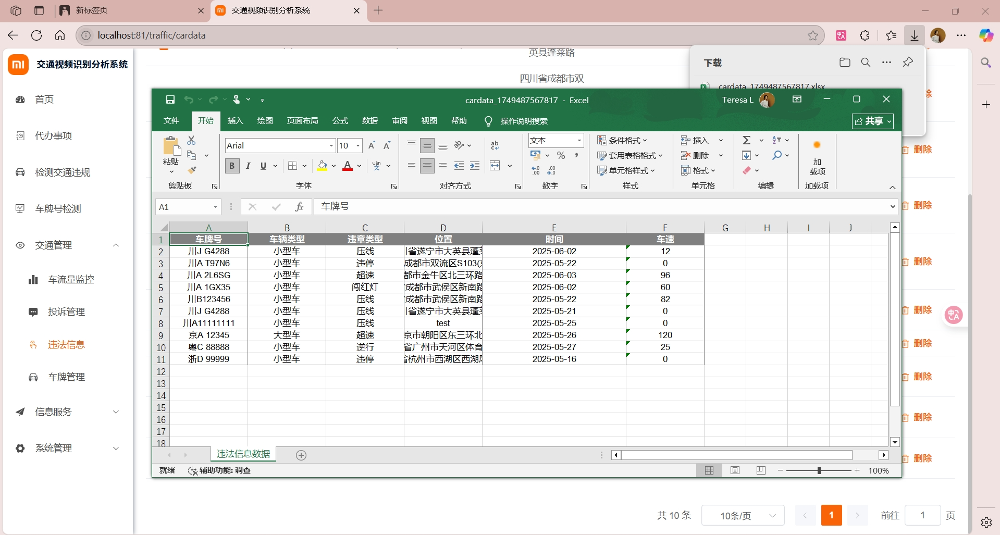 新标签页
交通视频识别分析系统
localhost:81/traffic/cardata
交通视频识别分析系统
首页
代办事项
检测交通违规
车牌号检测
交通管理
车流量监控
投诉管理
违法信息
车牌管理
信息服务
系统管理
英县蓬莱路
四川省成都市双
下载
cardata_1749487567817.xlsx
cardata_1749487567817 - Excel
Teresa L
文件 开始 插入 绘图 页面布局 公式 数据 审阅 视图 帮助 操作说明搜索 共享
粘贴
剪贴板
Arial 10
B I U A wén 文
字体
ab
对齐方式
文本
% ,
数字
条件格式
套用表格格式
单元格样式
样式
插入
删除
格式
单元格
编辑
加
载项
加载项
A1 fx 车牌号
A B C D E F G H I J
1 车牌号 车辆类型 违章类型 位置 时间 车速
2 川J G4288 小型车 压线 省遂宁市大英县蓬 2025-06-02 12
3 川A T97N6 小型车 违停 成都市双流区S103( 2025-05-22 0
4 川A 2L6SG 小型车 超速 都市金牛区北三环路 2025-06-03 96
5 川A 1GX35 小型车 闯红灯 成都市武侯区新南路 2025-06-02 60
6 川B123456 小型车 压线 成都市武侯区新南路 2025-05-22 82
7 川J G4288 小型车 压线 省遂宁市大英县蓬 2025-05-21 0
8 川A11111111 小型车 压线 test 2025-05-25 0
9 京A 12345 大型车 超速 京市朝阳区东三环北 2025-05-26 120
10 粤C 88888 小型车 逆行 省广州市天河区体育 2025-05-27 25
11 浙D 99999 小型车 违停 杭州市西湖区西湖 2025-05-16 0
12
13
14
15
16
17
18
违法信息数据
就绪 辅助功能: 调查 100%
删除
删除
删除
删除
删除
删除
删除
删除
共 10 条 10条/页 1 前往 1 页